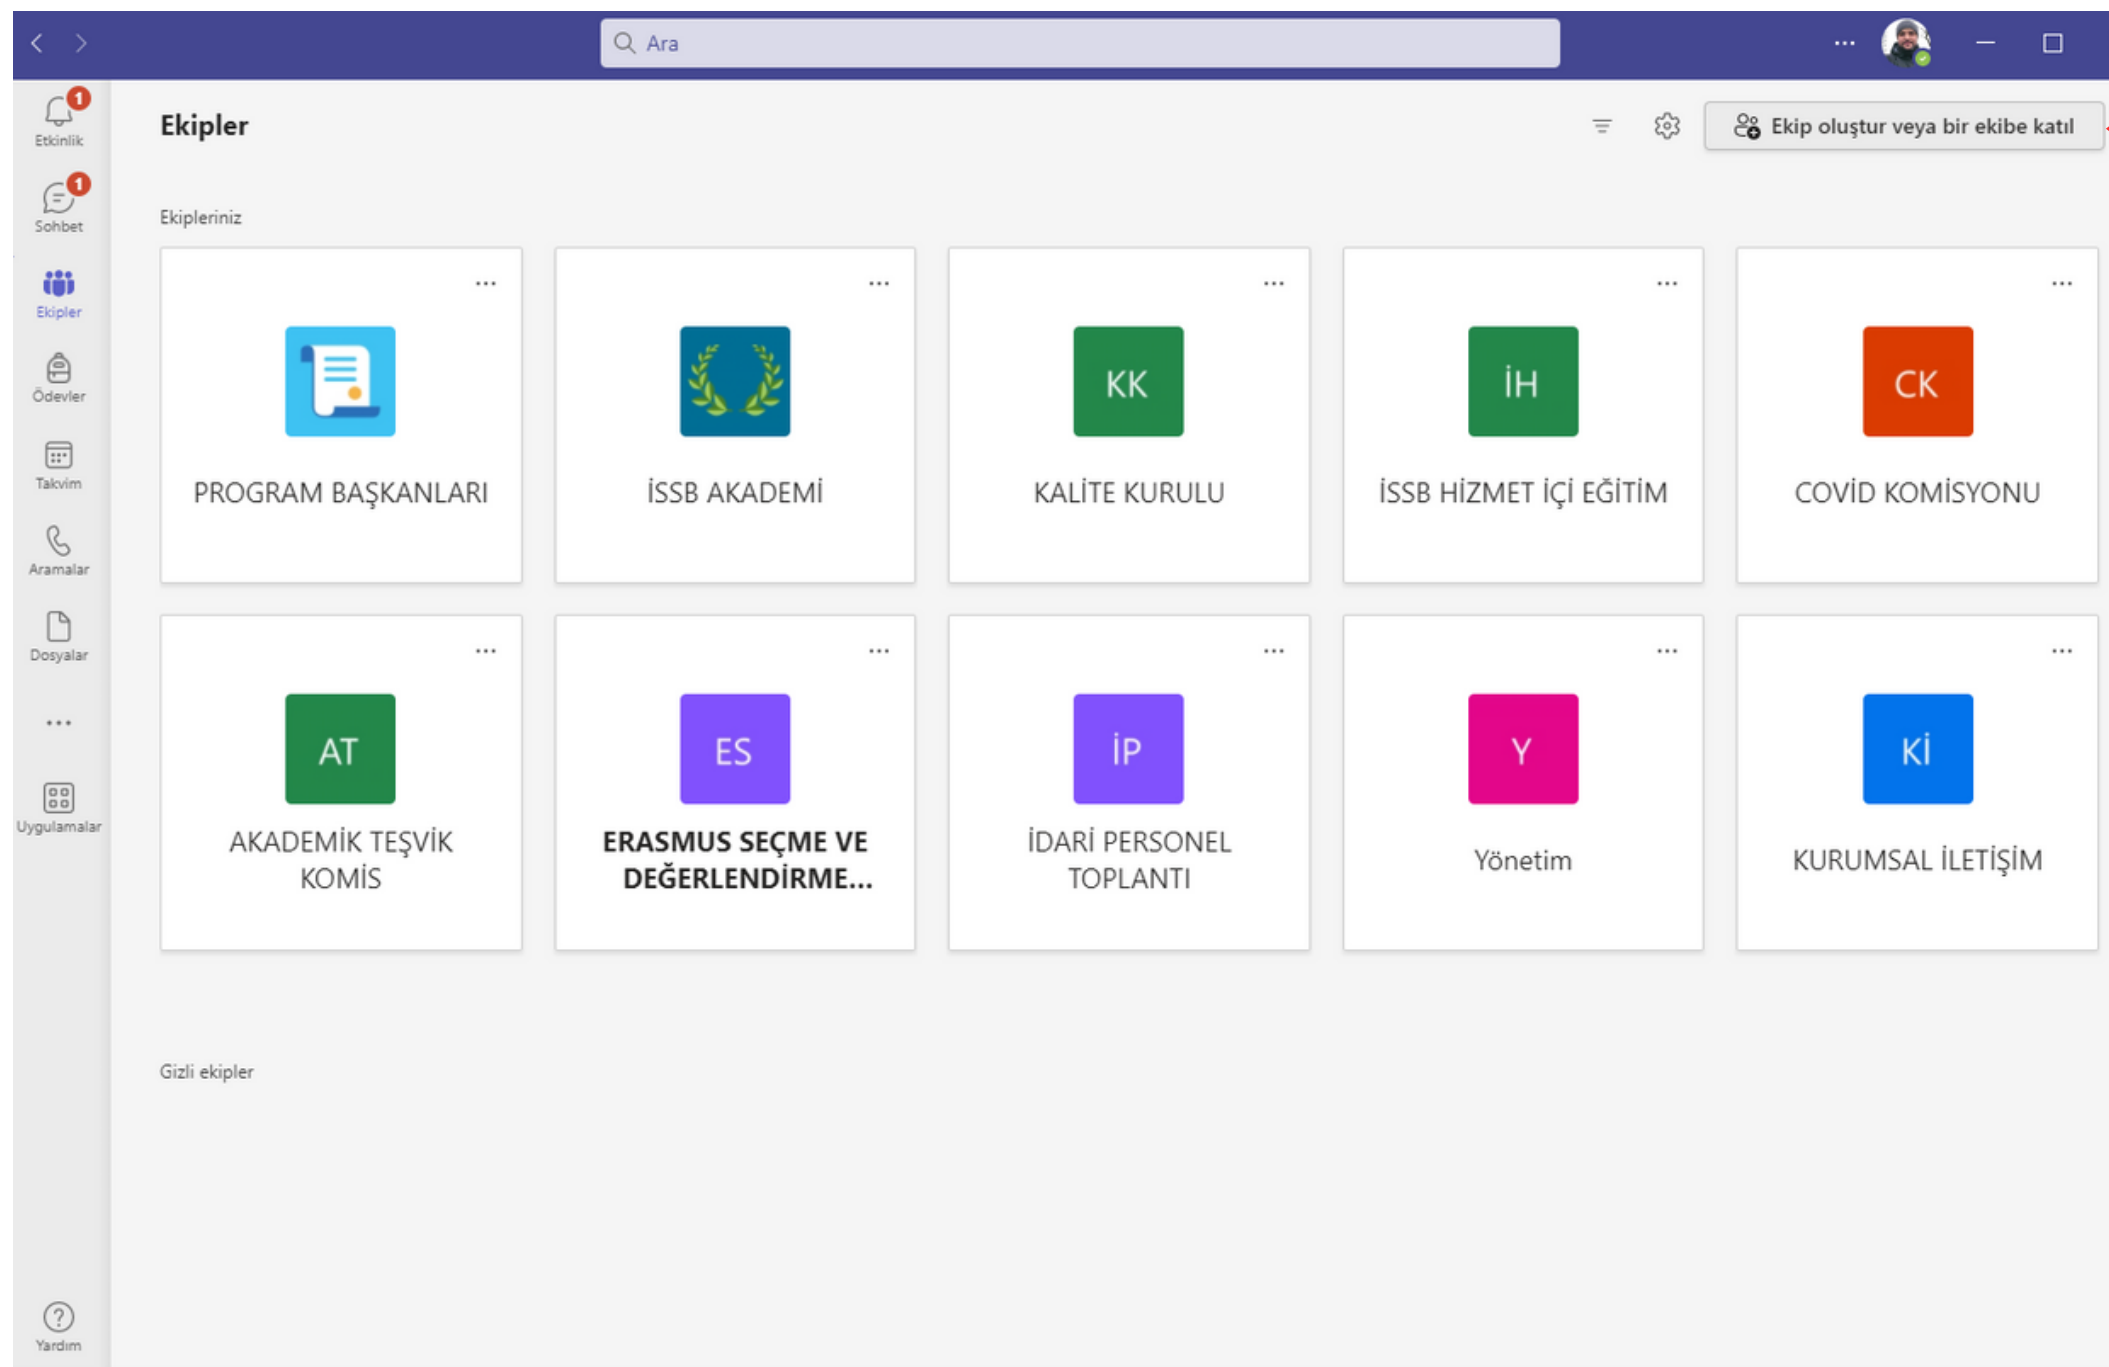 Ara
Etkinlik
1
Sohbet
1
Ekipler
Ödevler
Takvim
Aramalar
Dosyalar
Uygulamalar
Yardım
Ekipler
Ekip oluştur veya bir ekibe katıl
Ekipleriniz
PROGRAM BAŞKANLARI
İSSB AKADEMİ
KK
KALİTE KURULU
İH
İSSB HİZMET İÇİ EĞİTİM
CK
COVİD KOMİSYONU
AT
AKADEMİK TEŞVİK
KOMİS
ES
ERASMUS SEÇME VE
DEĞERLENDİRME...
İP
İDARİ PERSONEL
TOPLANTI
Y
Yönetim
Kİ
KURUMSAL İLETİŞİM
Gizli ekipler